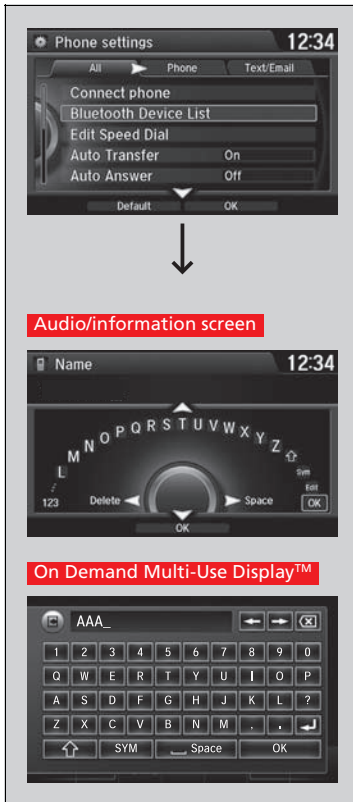 Phone settings 12:34
All Phone Text/Email
Connect phone
Bluetooth Device List
Edit Speed Dial
Auto Transfer On
Auto Answer Off
Default OK
Audio/information screen
Name 12:34
...
123 L M N O P Q R S T U V W X Y Z Sym Edit OK
Delete Space
OK
On Demand Multi-Use Display™
AAA_
1 2 3 4 5 6 7 8 9 0
Q W E R T Y U I O P
A S D F G H J K L ?
Z X C V B N M , .
SYM Space OK